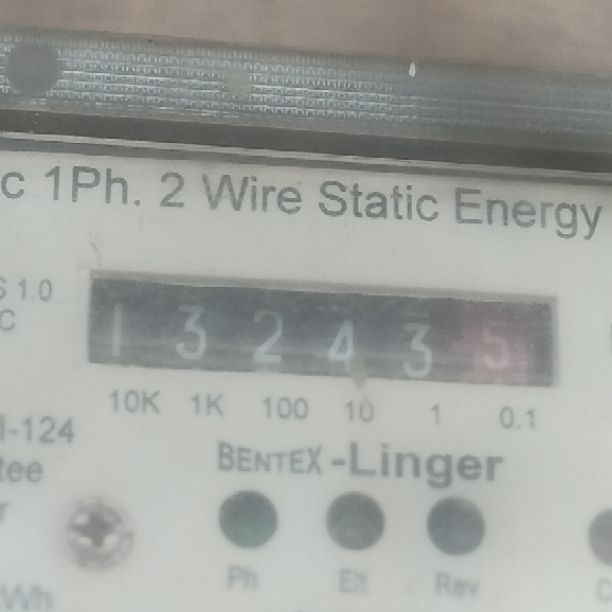 c 1Ph. 2 Wire Static Energy
S 1.0
C
1 3 2 4 3 5
10K 1K 100 10 1 0.1
I-124
BENTEX-Linger
tee
r
Ph Elt Rev C
Wh